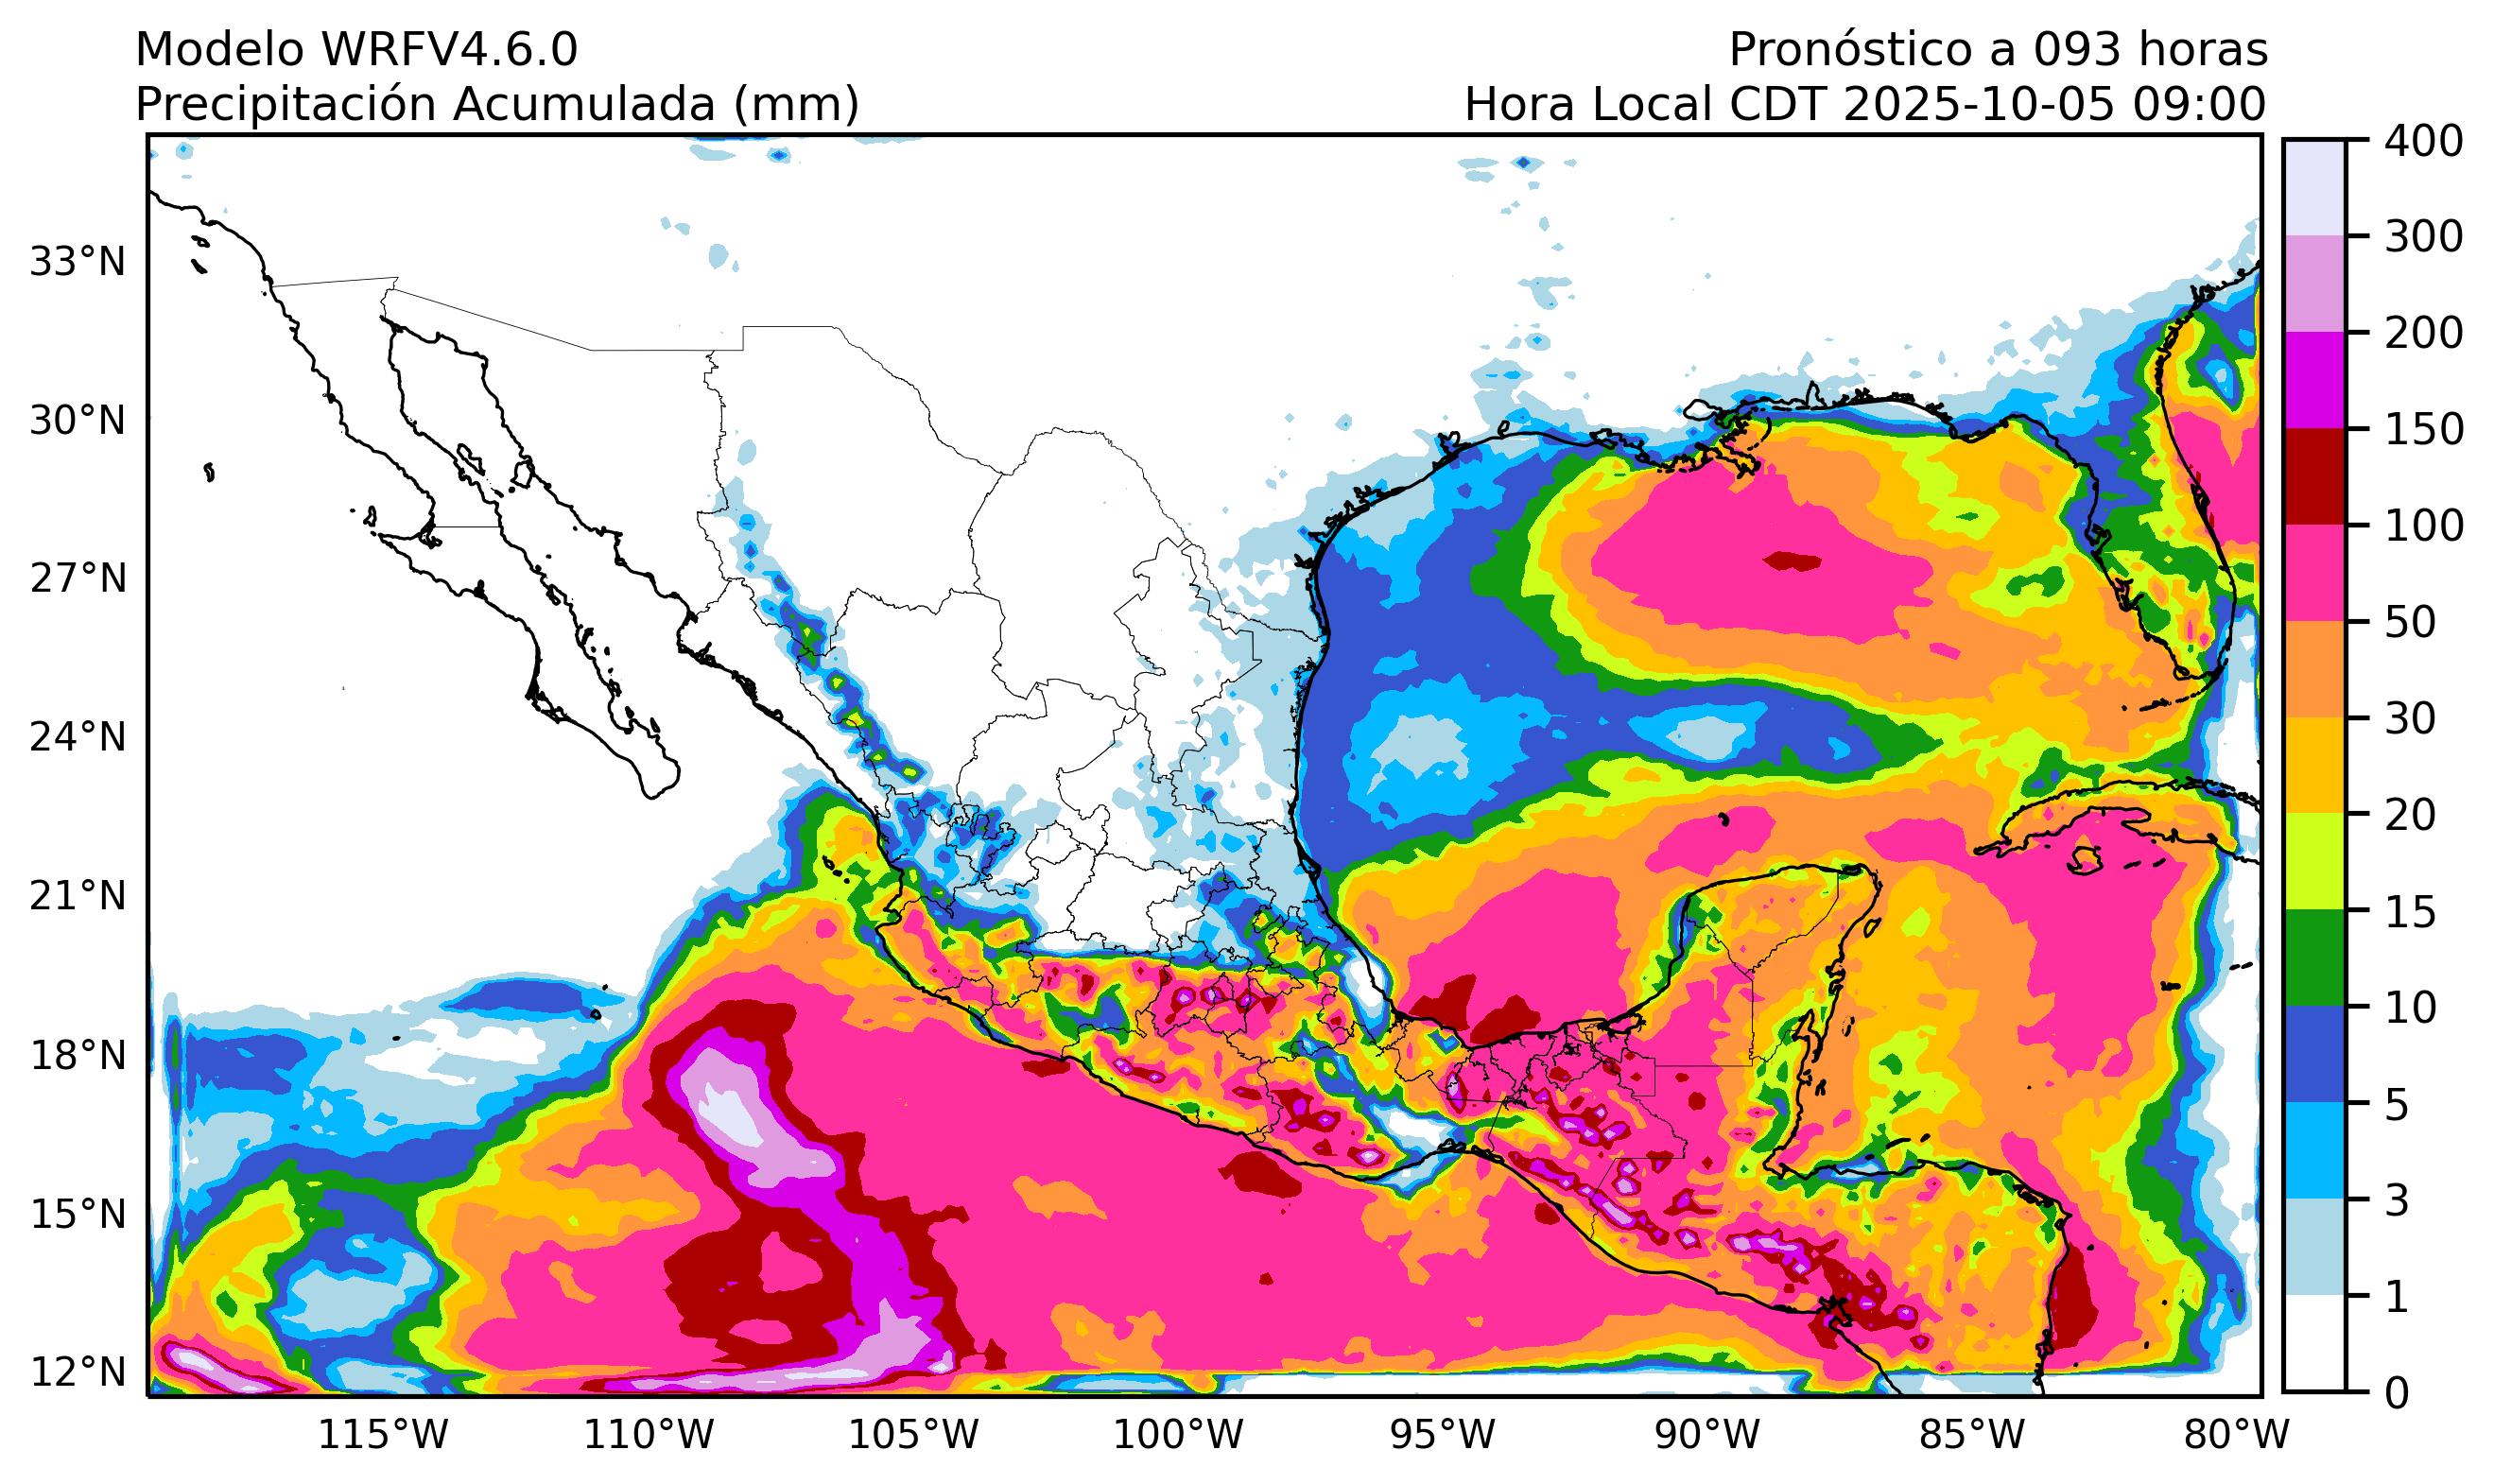 Modelo WRFV4.6.0
Pronóstico a 093 horas
Precipitación Acumulada (mm)
Hora Local CDT 2025-10-05 09:00
33°N
30°N
27°N
24°N
21°N
18°N
15°N
12°N
115°W
110°W
105°W
100°W
95°W
90°W
85°W
80°W
400
300
200
150
100
50
30
20
15
10
5
3
1
0